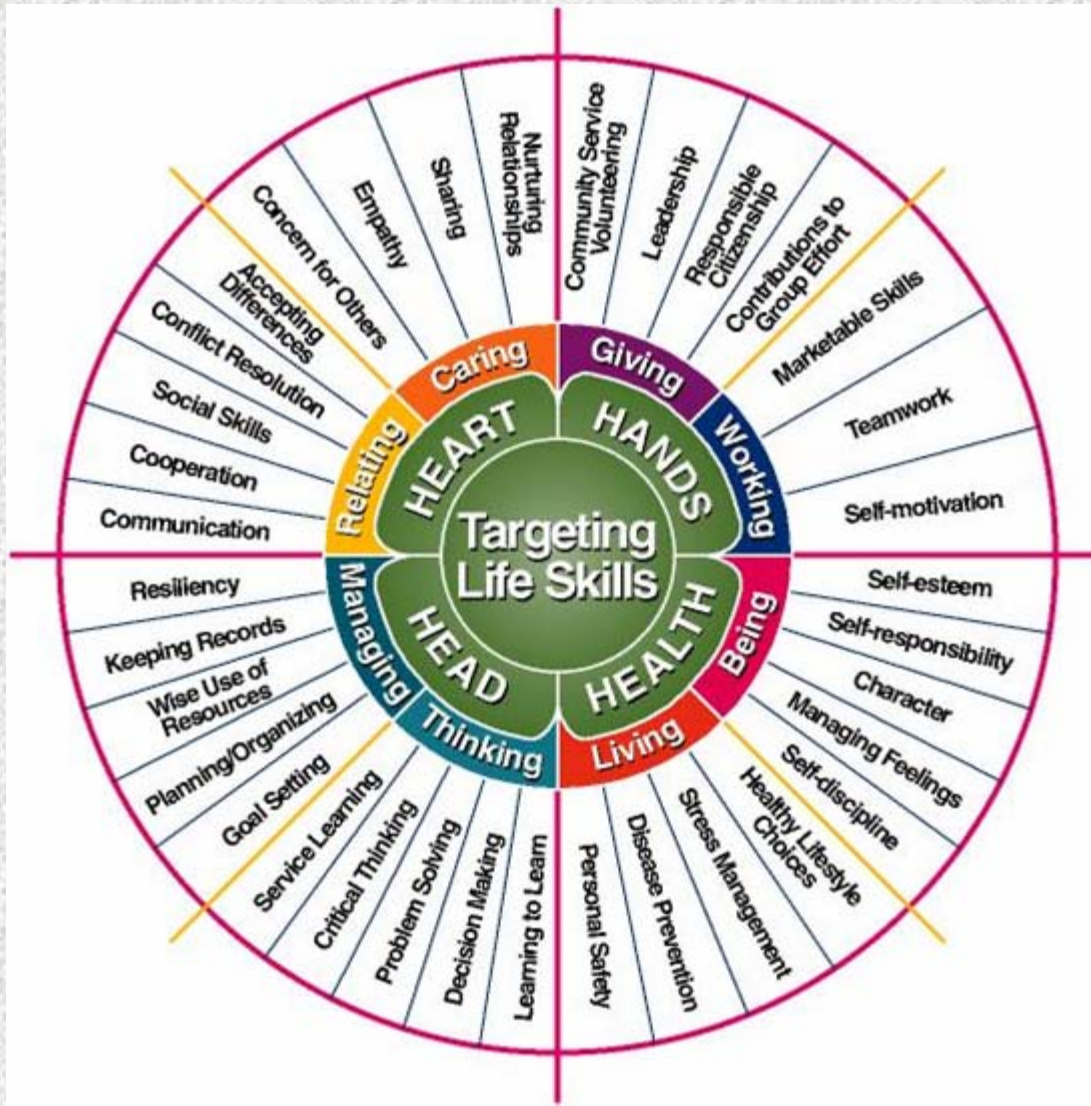 Targeting
Life Skills
HEART
HANDS
HEALTH
HEAD
Caring
Giving
Working
Being
Living
Thinking
Managing
Relating
Community Service
Volunteering
Leadership
Responsible
Citizenship
Contributions to
Group Effort
Marketable Skills
Teamwork
Self-motivation
Self-esteem
Self-responsibility
Character
Managing Feelings
Self-discipline
Healthy Lifestyle
Choices
Stress Management
Disease Prevention
Personal Safety
Learning to Learn
Decision Making
Problem Solving
Critical Thinking
Service Learning
Goal Setting
Planning/Organizing
Wise Use of
Resources
Keeping Records
Resiliency
Communication
Cooperation
Social Skills
Conflict Resolution
Accepting
Differences
Concern for Others
Empathy
Sharing
Nurturing
Relationships